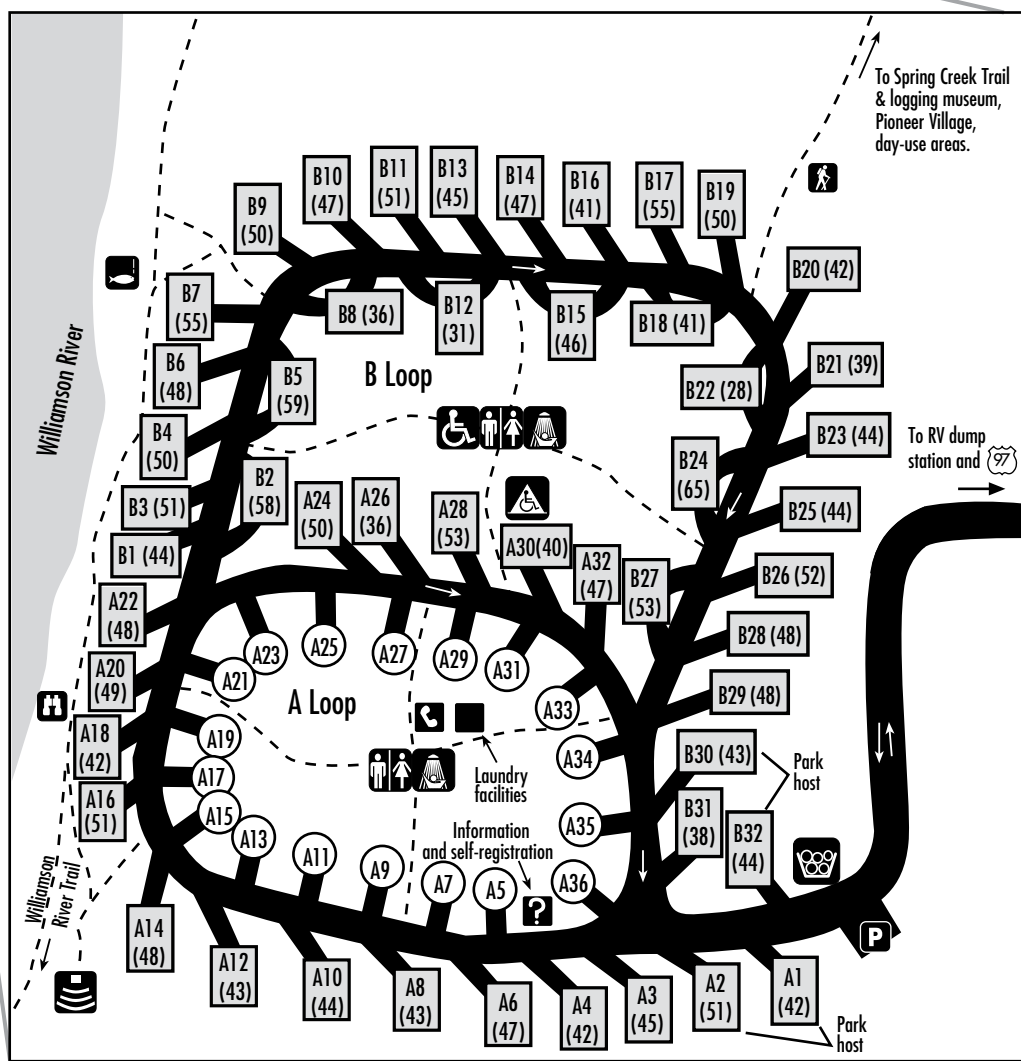 To Spring Creek Trail
& logging museum,
Pioneer Village,
day-use areas.
B9
(50)
B10
(47)
B11
(51)
B13
(45)
B14
(47)
B16
(41)
B17
(55)
B19
(50)
B20 (42)
B7
(55)
B8 (36)
B12
(31)
B15
(46)
B18 (41)
B6
(48)
B5
(59)
B Loop
B22 (28)
B21 (39)
Williamson River
B4
(50)
B23 (44)
To RV dump
station and 97
B3 (51)
B2
(58)
A24
(50)
A26
(36)
A28
(53)
B24
(65)
B25 (44)
B1 (44)
A30(40)
A32
(47)
B27
(53)
B26 (52)
A22
(48)
A23
A25
A27
A29
A31
B28 (48)
A20
(49)
A21
A Loop
A33
B29 (48)
A18
(42)
A19
A34
B30 (43)
Park
host
A16
(51)
A17
Laundry
facilities
A15
A35
B31
(38)
B32
(44)
A13
A11
A9
Information
and self-registration
A7
A5
?
A36
Williamson
River Trail
P
A14
(48)
A12
(43)
A10
(44)
A8
(43)
A6
(47)
A4
(42)
A3
(45)
A2
(51)
A1
(42)
Park
host